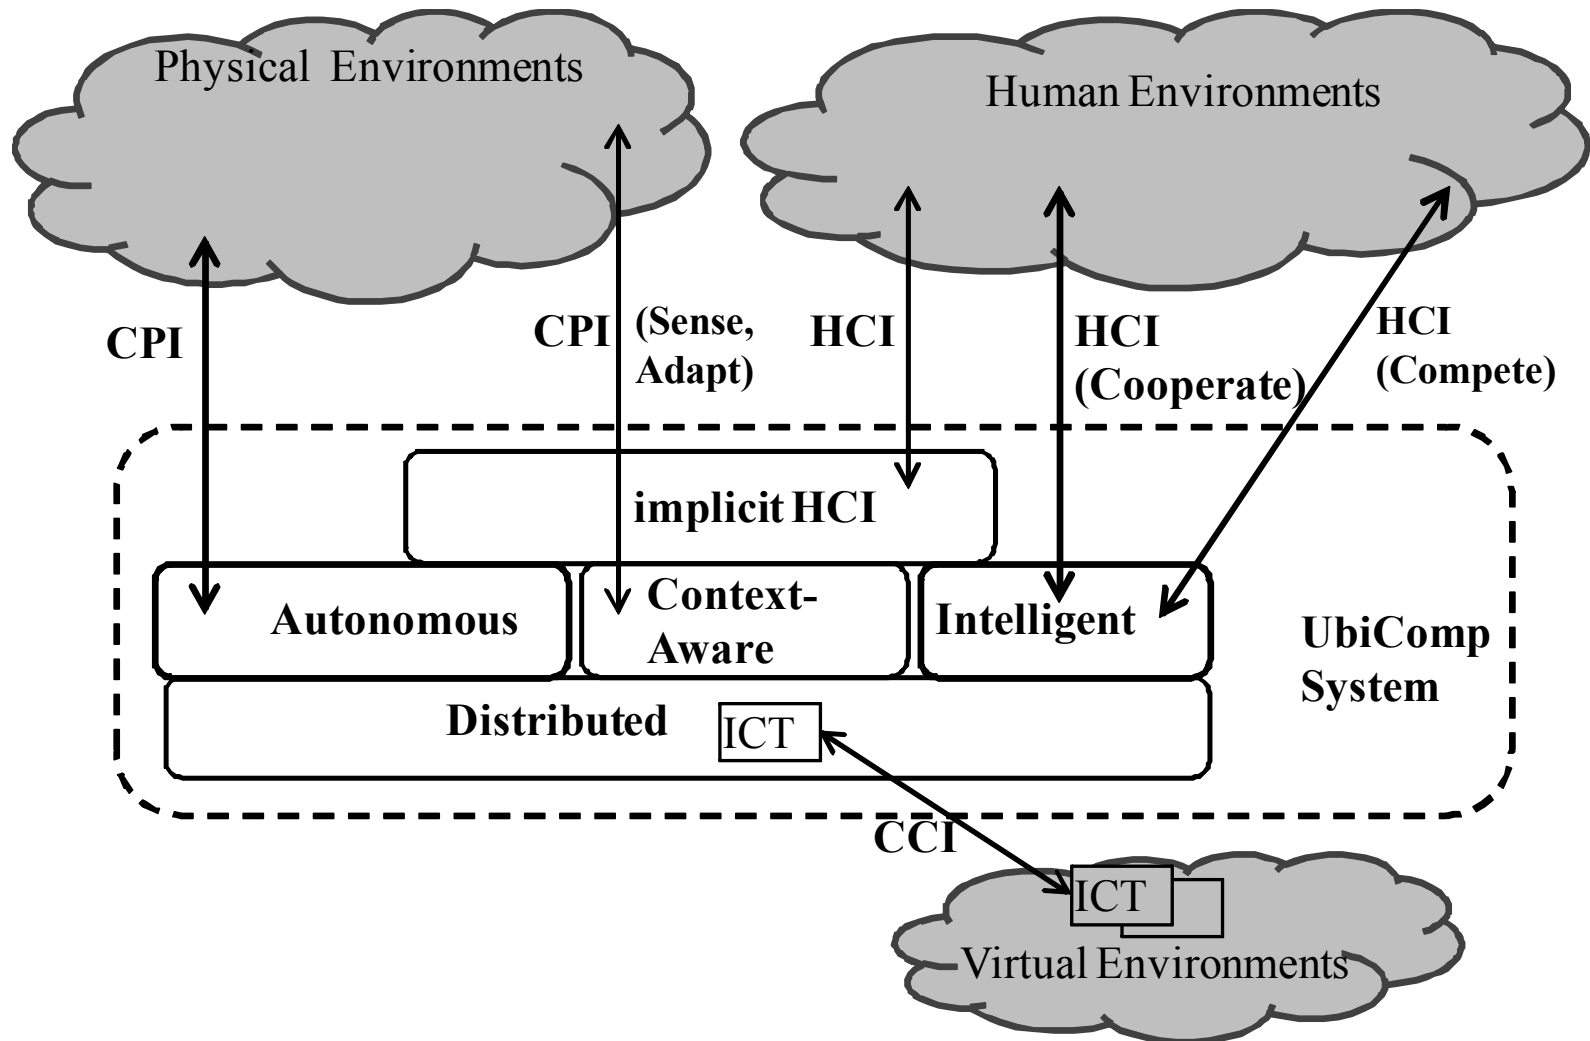 Physical Environments
Human Environments
CPI
CPI
(Sense,
Adapt)
HCI
HCI
(Cooperate)
HCI
(Compete)
implicit HCI
Autonomous
Context-
Aware
Intelligent
UbiComp
System
Distributed
ICT
CCI
ICT
Virtual Environments